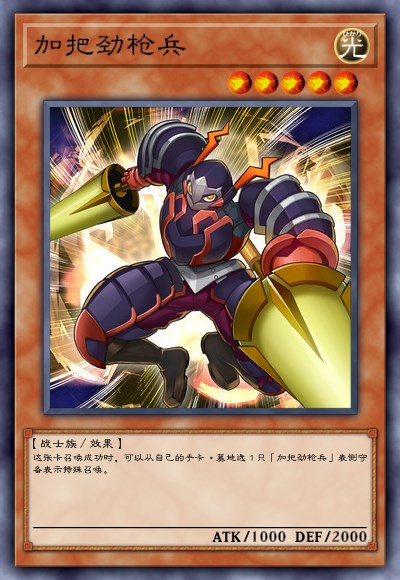 加把劲枪兵
光
【战士族/效果】
这张卡召唤成功时，可以从自己的手卡·墓地选1只「加把劲枪兵」表侧守
备表示特殊召唤。
ATK/1000 DEF/2000